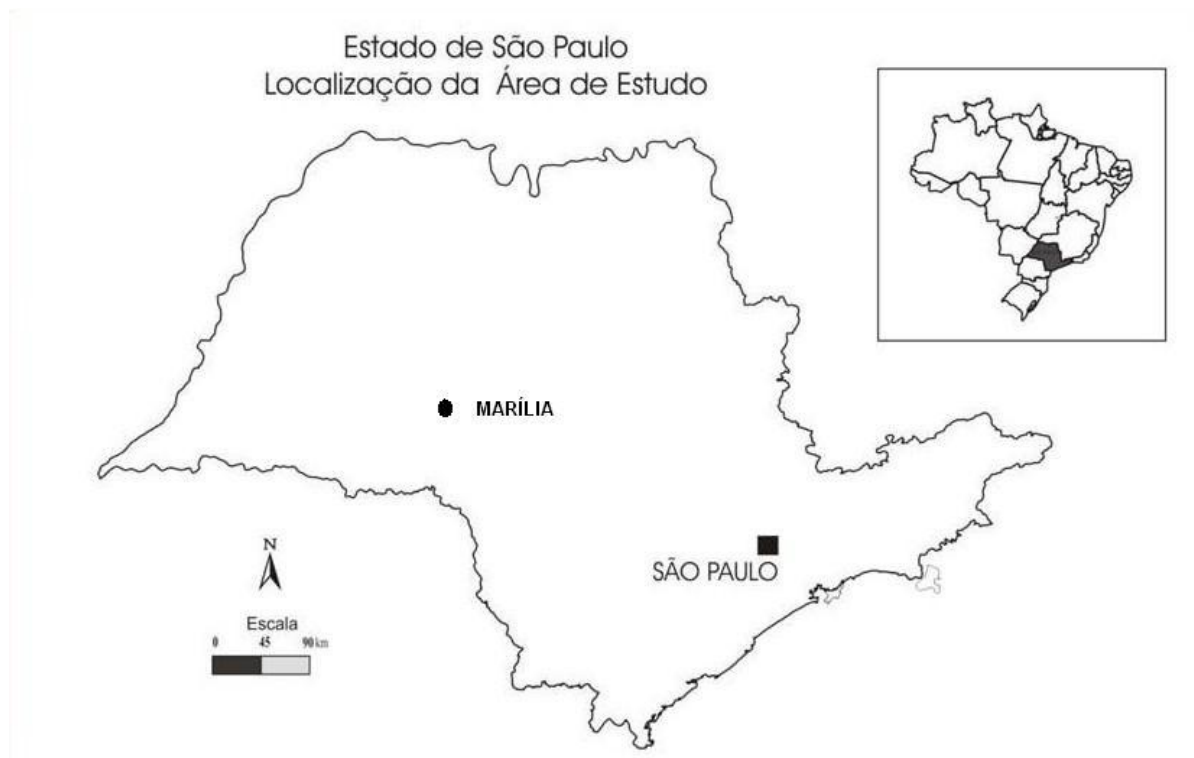 Estado de São Paulo
Localização da Área de Estudo
MARÍLIA
SÃO PAULO
N
Escala
0 45 90 km